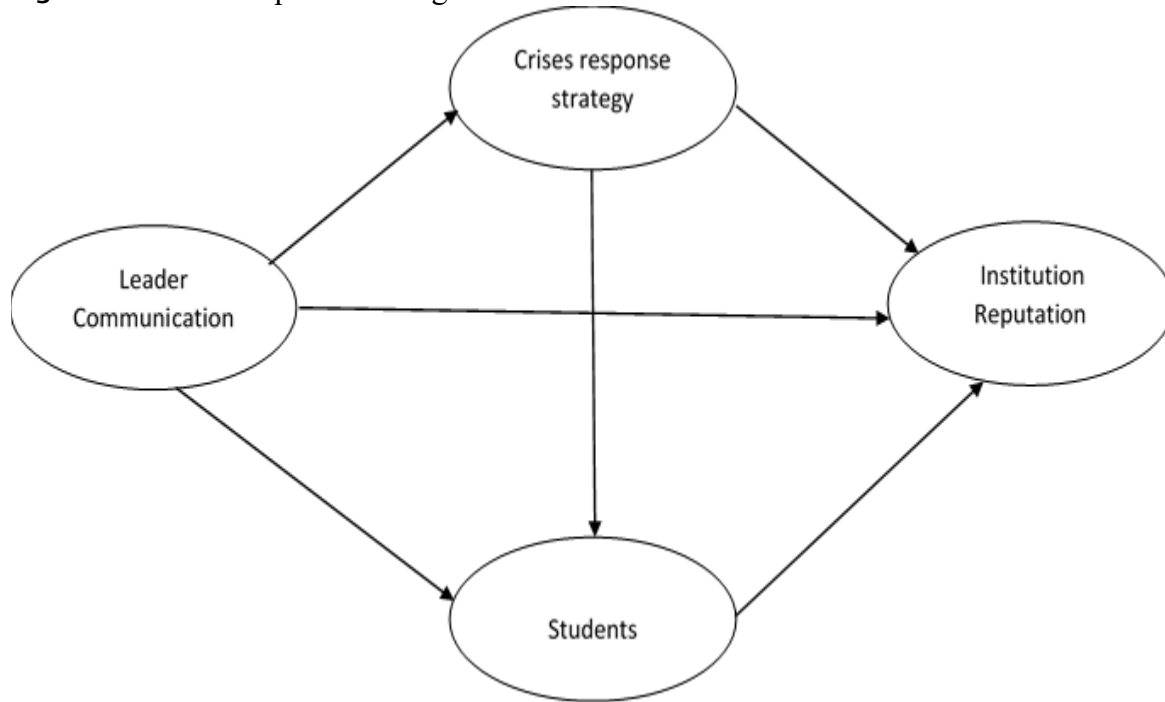 Crises response
strategy
Leader
Communication
Institution
Reputation
Students